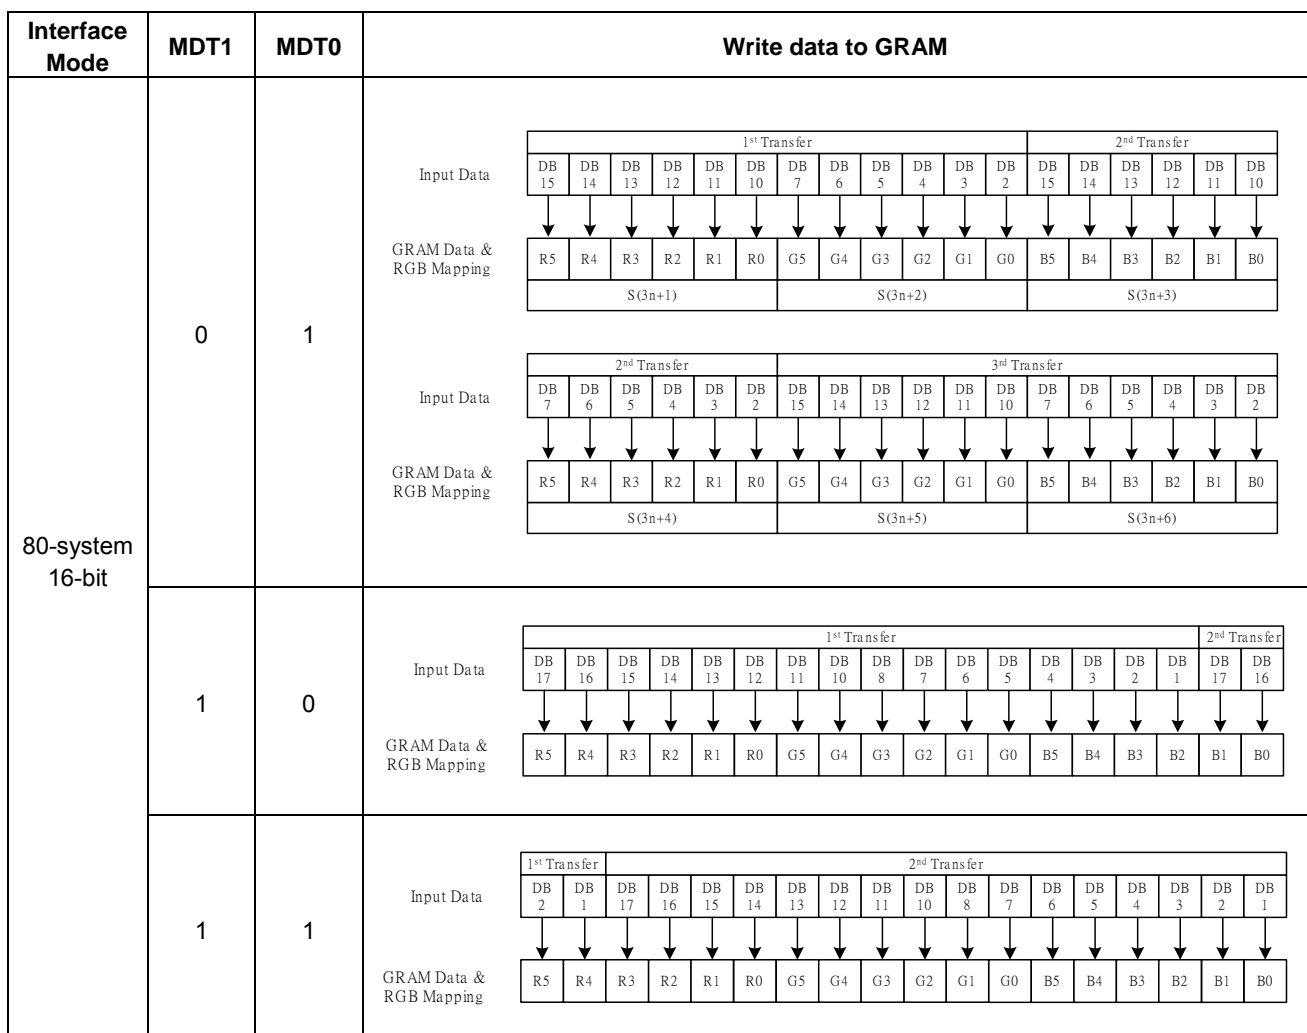 Interface Mode MDT1 MDT0 Write data to GRAM
80-system 16-bit
0 1
1st Transfer 2nd Transfer
Input Data DB 15 DB 14 DB 13 DB 12 DB 11 DB 10 DB 7 DB 6 DB 5 DB 4 DB 3 DB 2 DB 15 DB 14 DB 13 DB 12 DB 11 DB 10
GRAM Data & RGB Mapping R5 R4 R3 R2 R1 R0 G5 G4 G3 G2 G1 G0 B5 B4 B3 B2 B1 B0
S(3n+1) S(3n+2) S(3n+3)
2nd Transfer 3rd Transfer
Input Data DB 7 DB 6 DB 5 DB 4 DB 3 DB 2 DB 15 DB 14 DB 13 DB 12 DB 11 DB 10 DB 7 DB 6 DB 5 DB 4 DB 3 DB 2
GRAM Data & RGB Mapping R5 R4 R3 R2 R1 R0 G5 G4 G3 G2 G1 G0 B5 B4 B3 B2 B1 B0
S(3n+4) S(3n+5) S(3n+6)
1 0
1st Transfer 2nd Transfer
Input Data DB 17 DB 16 DB 15 DB 14 DB 13 DB 12 DB 11 DB 10 DB 8 DB 7 DB 6 DB 5 DB 4 DB 3 DB 2 DB 1 DB 17 DB 16
GRAM Data & RGB Mapping R5 R4 R3 R2 R1 R0 G5 G4 G3 G2 G1 G0 B5 B4 B3 B2 B1 B0
1 1
1st Transfer 2nd Transfer
Input Data DB 2 DB 1 DB 17 DB 16 DB 15 DB 14 DB 13 DB 12 DB 11 DB 10 DB 8 DB 7 DB 6 DB 5 DB 4 DB 3 DB 2 DB 1
GRAM Data & RGB Mapping R5 R4 R3 R2 R1 R0 G5 G4 G3 G2 G1 G0 B5 B4 B3 B2 B1 B0